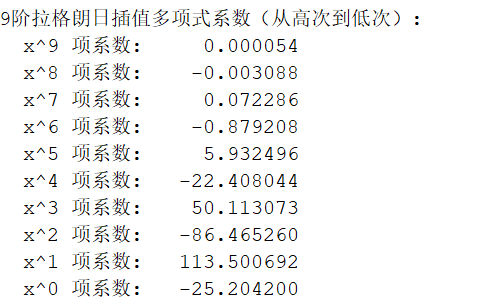 9阶拉格朗日插值多项式系数（从高次到低次）:
x^9 项系数: 0.000054
x^8 项系数: -0.003088
x^7 项系数: 0.072286
x^6 项系数: -0.879208
x^5 项系数: 5.932496
x^4 项系数: -22.408044
x^3 项系数: 50.113073
x^2 项系数: -86.465260
x^1 项系数: 113.500692
x^0 项系数: -25.204200